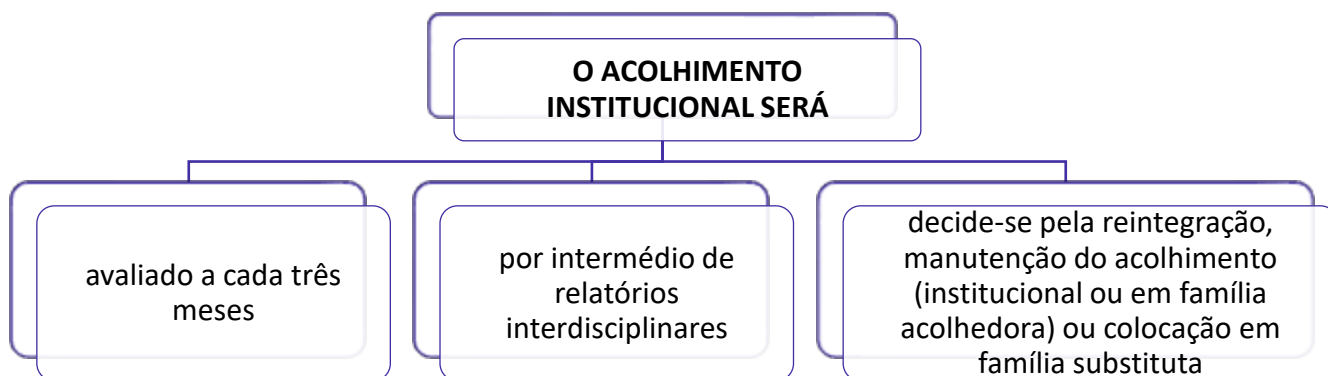 O ACOLHIMENTO
INSTITUCIONAL SERÁ
avaliado a cada três
meses
por intermédio de
relatórios
interdisciplinares
decide-se pela reintegração,
manutenção do acolhimento
(institucional ou em família
acolhedora) ou colocação em
família substituta